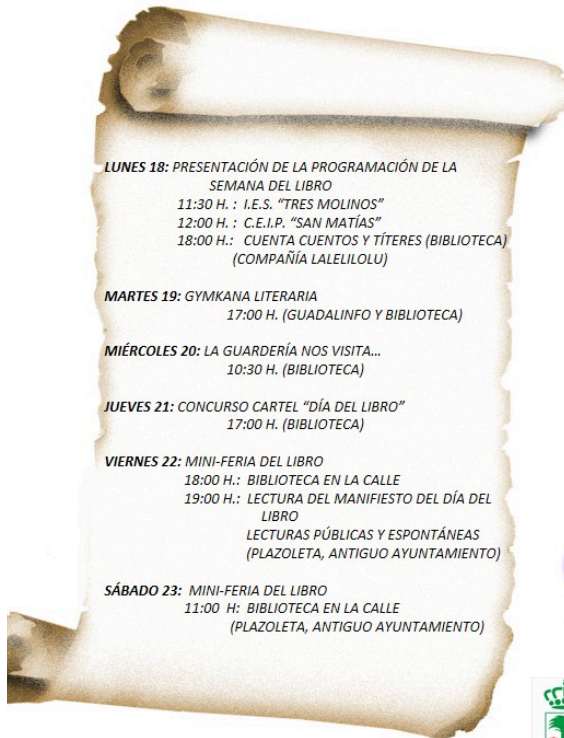 LUNES 18: PRESENTACIÓN DE LA PROGRAMACIÓN DE LA
SEMANA DEL LIBRO
11:30 H. : I.E.S. “TRES MOLINOS”
12:00 H. : C.E.I.P. “SAN MATÍAS”
18:00 H.: CUENTA CUENTOS Y TÍTERES (BIBLIOTECA)
(COMPAÑÍA LALELILOLU)
MARTES 19: GYMKANA LITERARIA
17:00 H. (GUADALINFO Y BIBLIOTECA)
MIÉRCOLES 20: LA GUARDERÍA NOS VISITA...
10:30 H. (BIBLIOTECA)
JUEVES 21: CONCURSO CARTEL “DÍA DEL LIBRO”
17:00 H. (BIBLIOTECA)
VIERNES 22: MINI-FERIA DEL LIBRO
18:00 H.: BIBLIOTECA EN LA CALLE
19:00 H.: LECTURA DEL MANIFIESTO DEL DÍA DEL
LIBRO
LECTURAS PÚBLICAS Y ESPONTÁNEAS
(PLAZOLETA, ANTIGUO AYUNTAMIENTO)
SÁBADO 23: MINI-FERIA DEL LIBRO
11:00 H: BIBLIOTECA EN LA CALLE
(PLAZOLETA, ANTIGUO AYUNTAMIENTO)